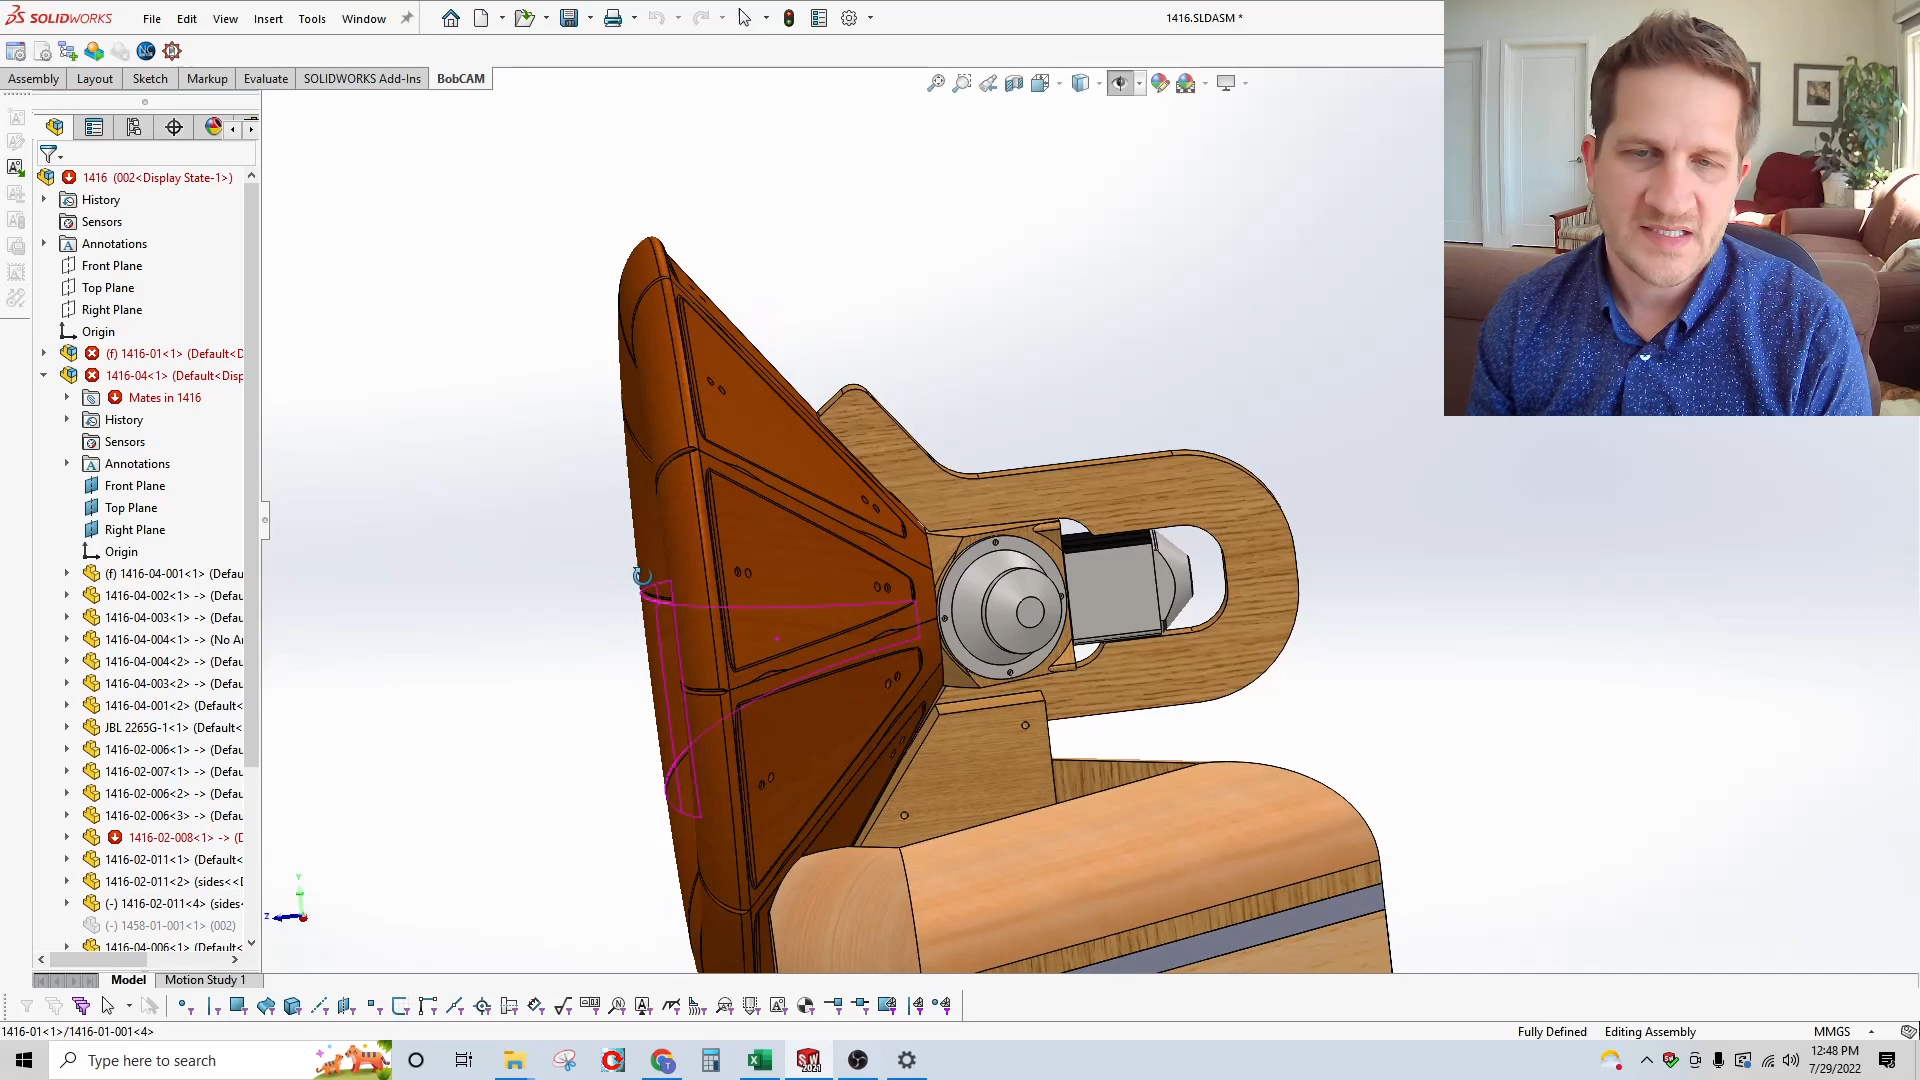 SOLIDWORKS File Edit View Insert Tools Window 1416.SLDASM *
Assembly Layout Sketch Markup Evaluate SOLIDWORKS Add-Ins BobCAM
1416 (002<Display State-1>)
History
Sensors
Annotations
Front Plane
Top Plane
Right Plane
Origin
(f) 1416-01<1> (Default<D
1416-04<1> (Default<Disp
Mates in 1416
History
Sensors
Annotations
Front Plane
Top Plane
Right Plane
Origin
(f) 1416-04-001<1> (Defau
1416-04-002<1> -> (Defau
1416-04-003<1> -> (Defau
1416-04-004<1> -> (No Ar
1416-04-004<2> -> (Defau
1416-04-003<2> -> (Defau
1416-04-001<2> (Default<
JBL 2265G-1<1> (Default<
1416-02-006<1> -> (Defau
1416-02-007<1> -> (Defau
1416-02-006<2> -> (Defau
1416-02-006<3> -> (Defau
1416-02-008<1> -> (D
1416-02-011<1> (Default<
1416-02-011<2> (sides<<D
(-) 1416-02-011<4> (sides<
(-) 1458-01-001<1> (002)
1416-04-006<1> (Default<
Y
Z
Model Motion Study 1
1416-01<1>/1416-01-001<4> Fully Defined Editing Assembly MMGS
Type here to search
12:48 PM
7/29/2022